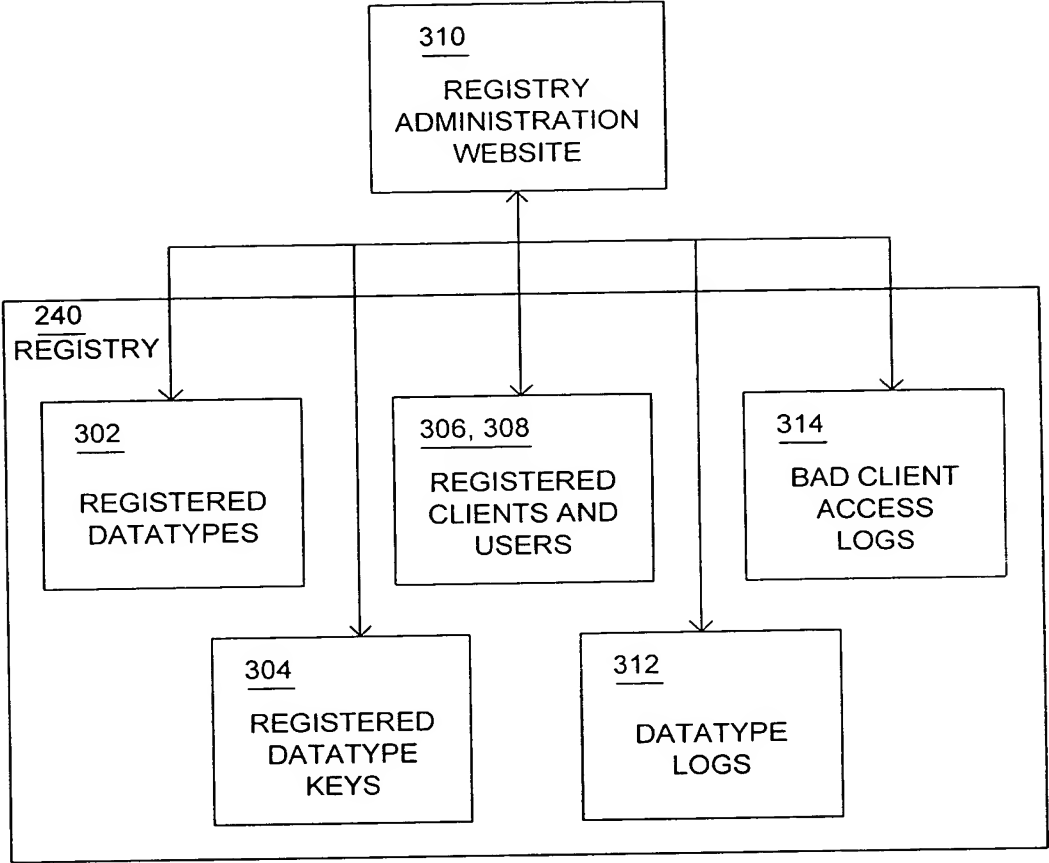 310
REGISTRY
ADMINISTRATION
WEBSITE
240
REGISTRY
302
REGISTERED
DATATYPES
306, 308
REGISTERED
CLIENTS AND
USERS
314
BAD CLIENT
ACCESS
LOGS
304
REGISTERED
DATATYPE
KEYS
312
DATATYPE
LOGS